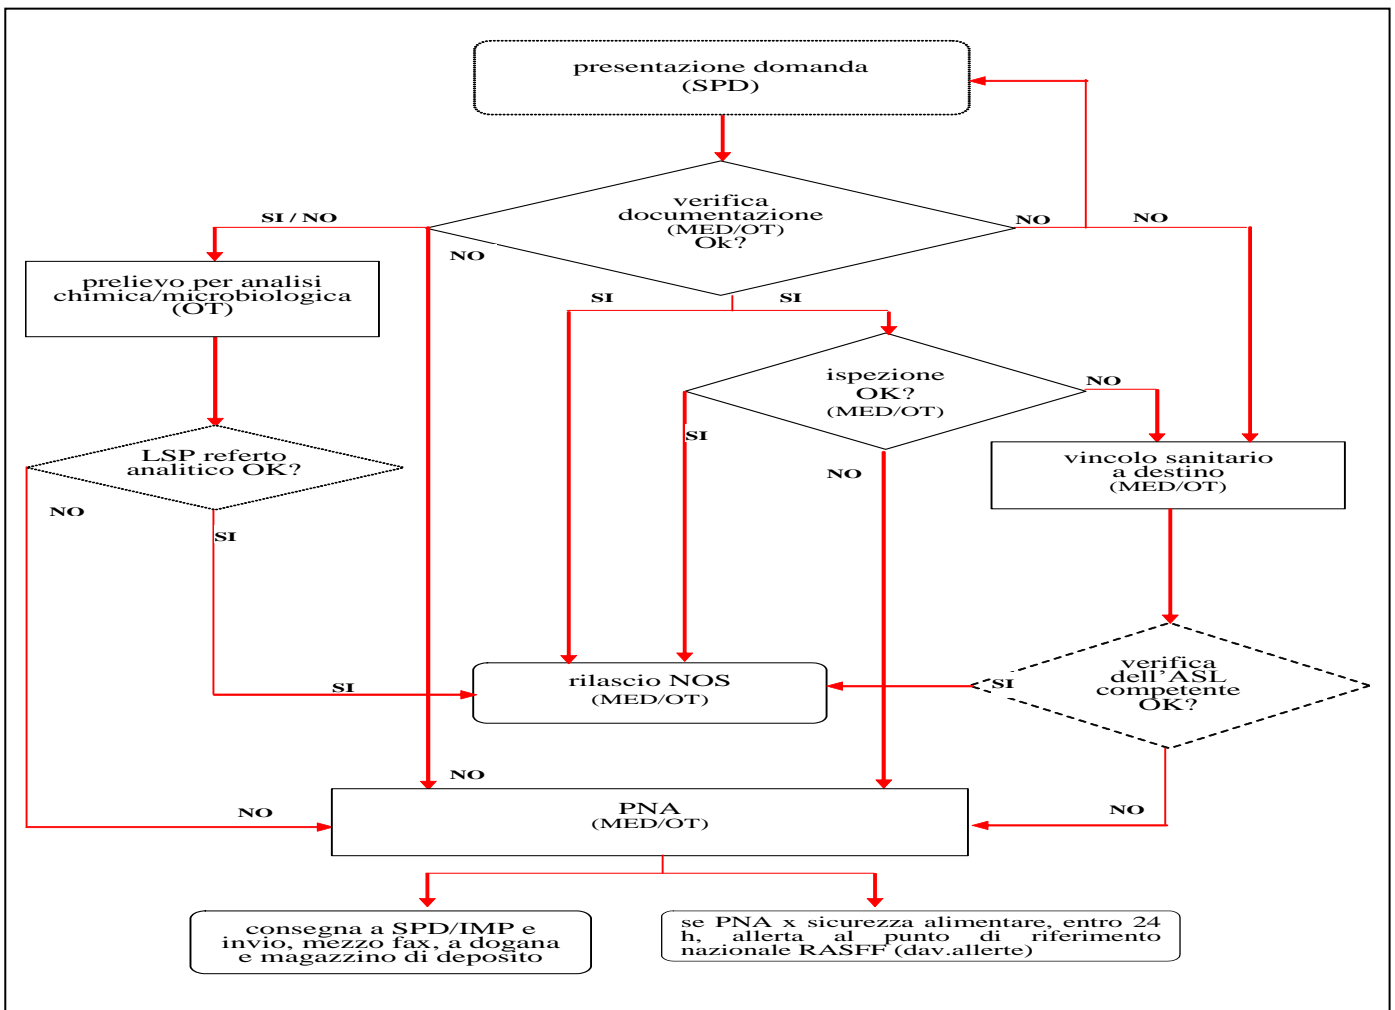 presentazione domanda
(SPD)
verifica
documentazione
(MED/OT)
Ok?
SI / NO
NO
NO
NO
SI
SI
prelievo per analisi
chimica/microbiologica
(OT)
ispezione
OK?
(MED/OT)
NO
SI
NO
LSP referto
analitico OK?
NO
SI
vincolo sanitario
a destino
(MED/OT)
verifica
dell'ASL
competente
OK?
SI
SI
rilascio NOS
(MED/OT)
NO
NO
NO
PNA
(MED/OT)
consegna a SPD/IMP e
invio, mezzo fax, a dogana
e magazzino di deposito
se PNA x sicurezza alimentare, entro 24
h, allerta al punto di riferimento
nazionale RASFF (dav.allerte)